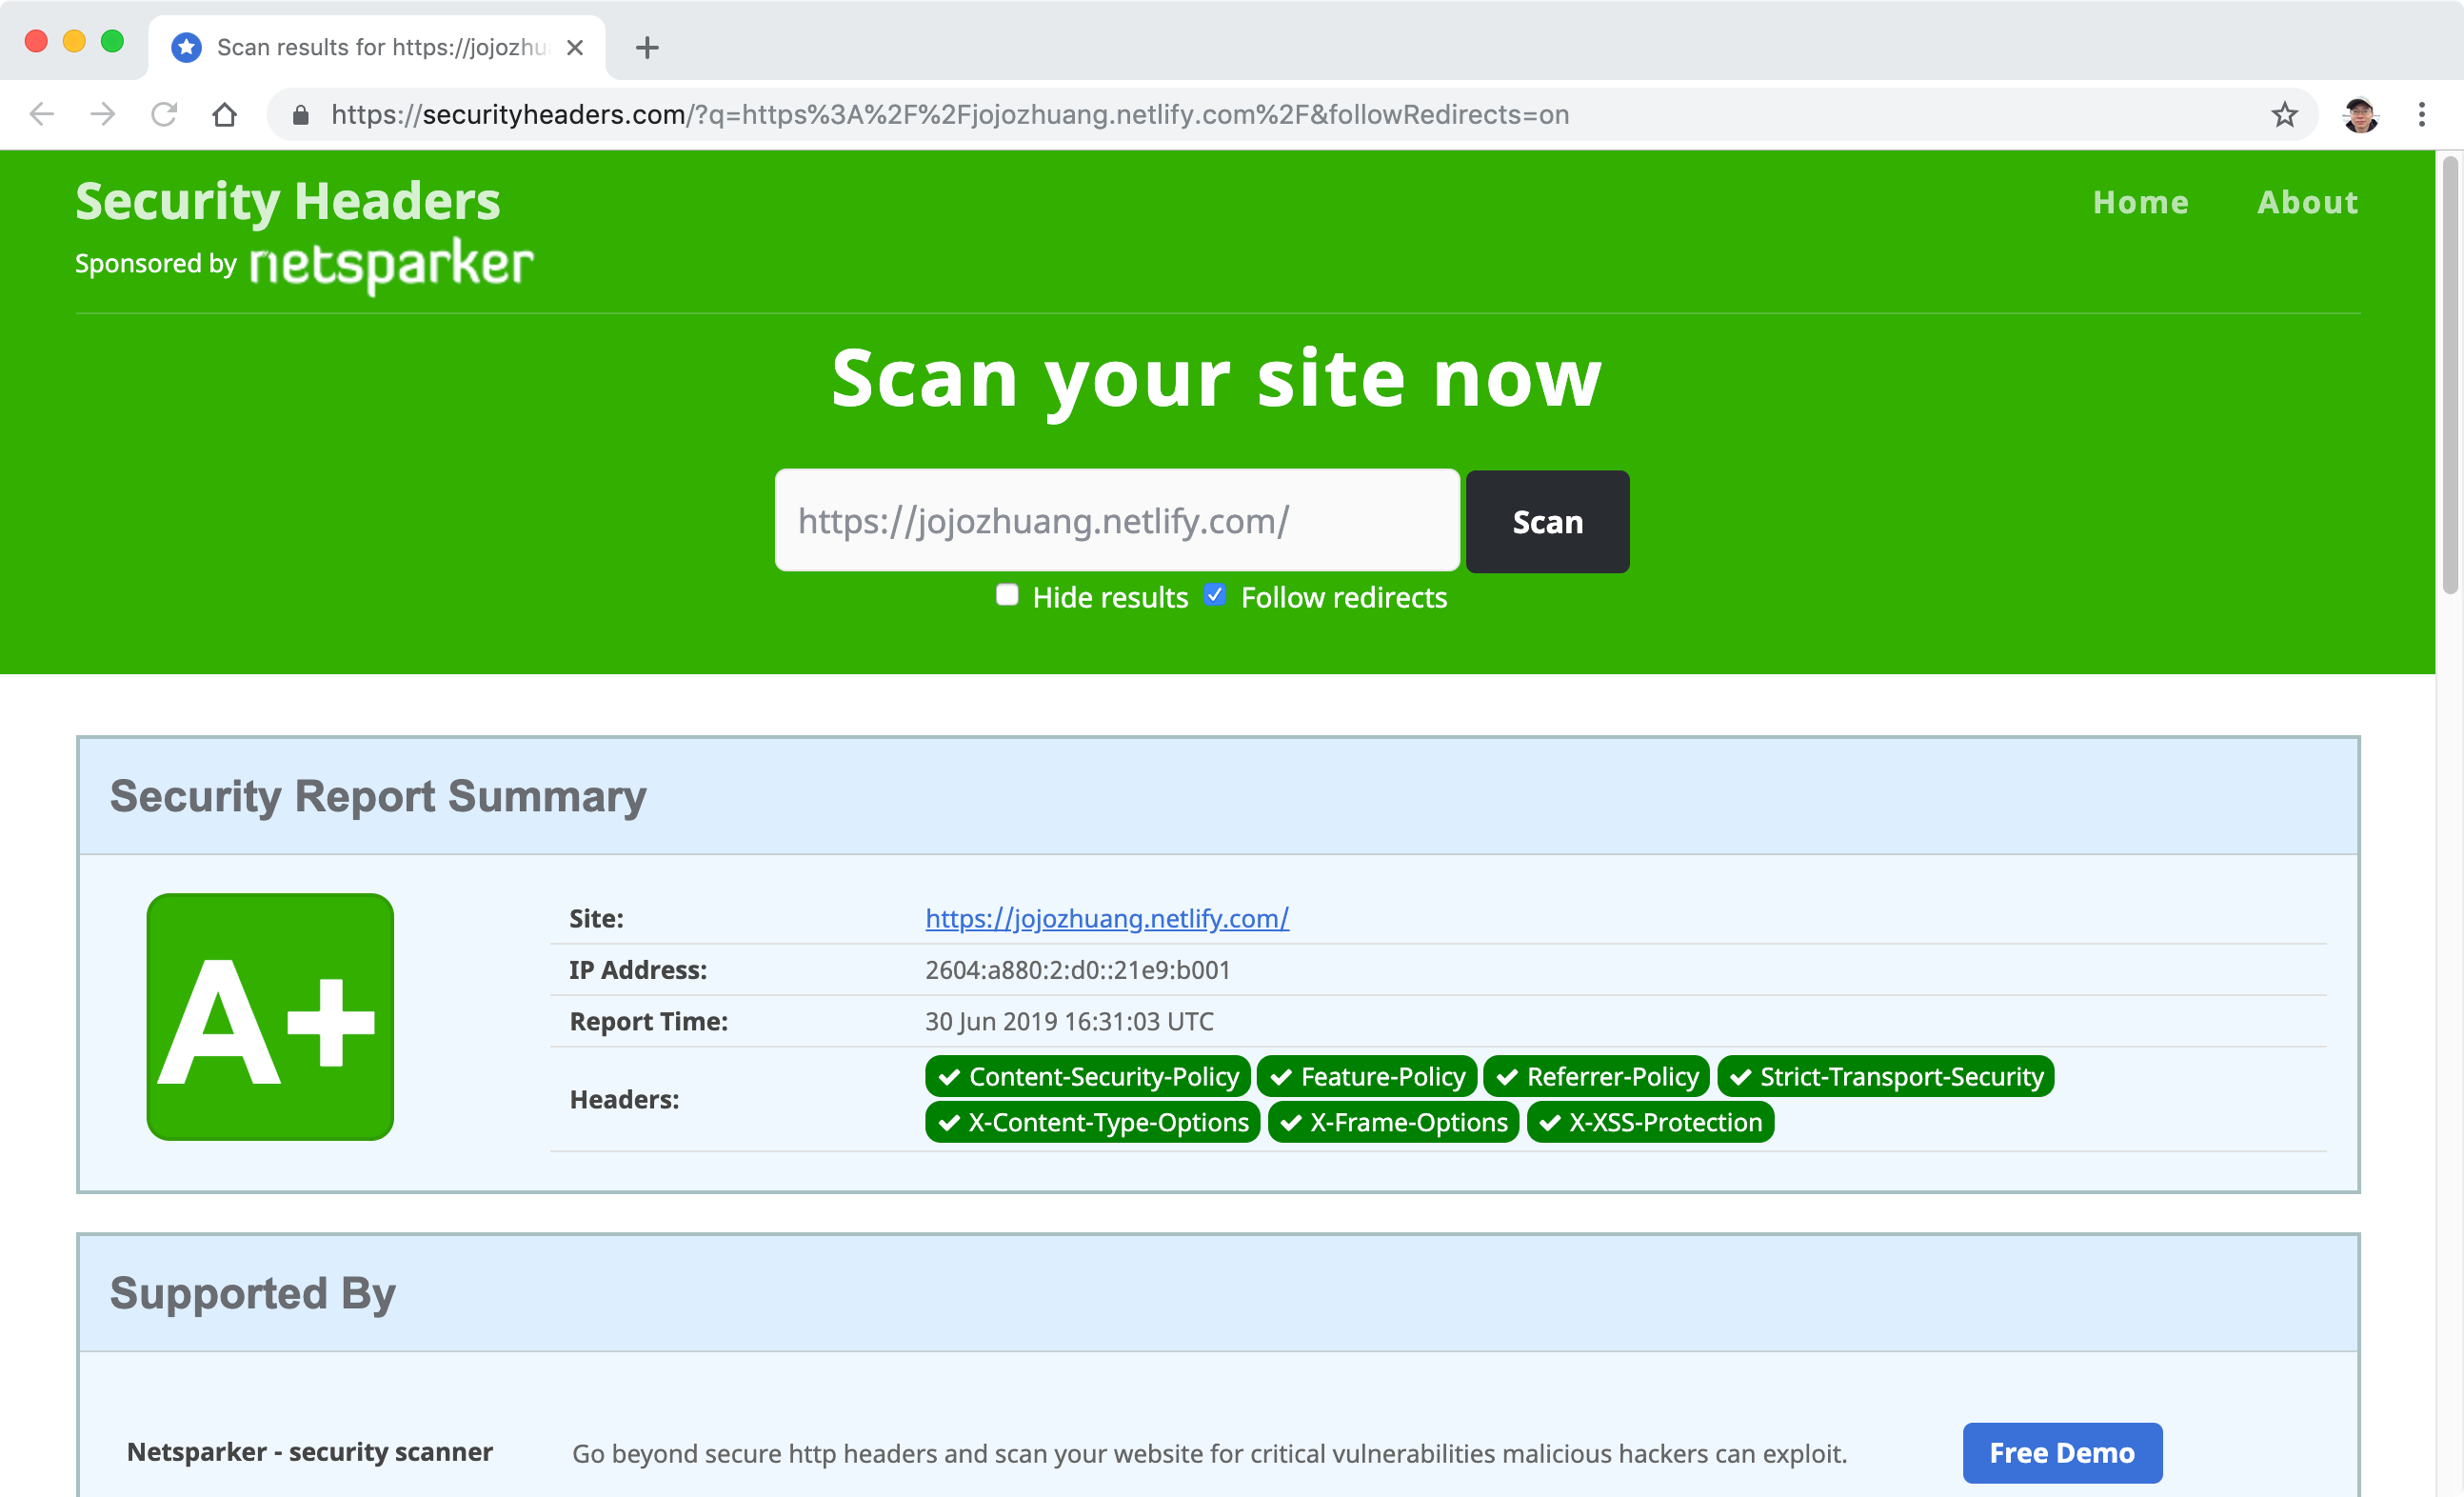 Scan results for https://jojozhu
https://securityheaders.com/?q=https%3A%2F%2Fjojozhuang.netlify.com%2F&followRedirects=on
Security Headers
Home About
Sponsored by netsparker
Scan your site now
https://jojozhuang.netlify.com/ Scan
Hide results Follow redirects
Security Report Summary
A+
Site: https://jojozhuang.netlify.com/
IP Address: 2604:a880:2:d0::21e9:b001
Report Time: 30 Jun 2019 16:31:03 UTC
Headers: Content-Security-Policy Feature-Policy Referrer-Policy Strict-Transport-Security
X-Content-Type-Options X-Frame-Options X-XSS-Protection
Supported By
Netsparker - security scanner Go beyond secure http headers and scan your website for critical vulnerabilities malicious hackers can exploit. Free Demo